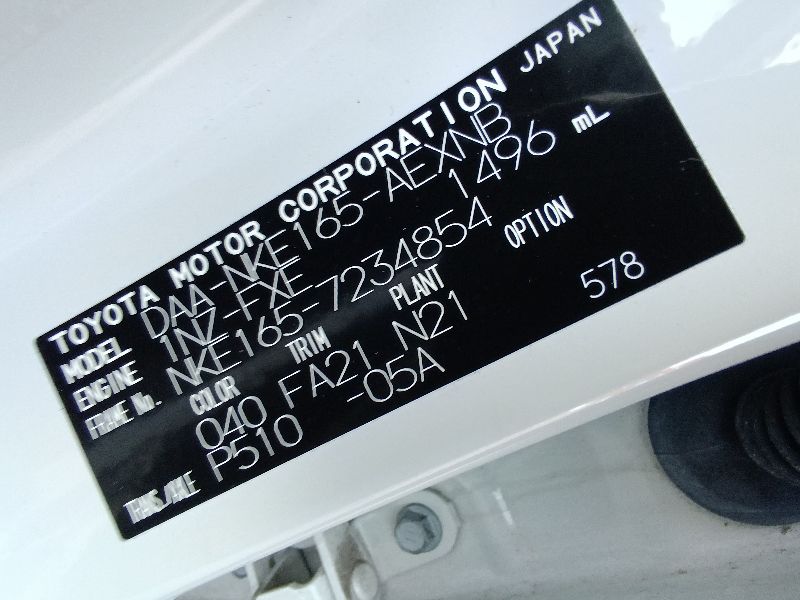 TOYOTA MOTOR CORPORATION JAPAN
MODEL DAA-NKE165-AEXNB
ENGINE 1NZ-FXE 1496 mL
FRAME No. NKE165-7234854
COLOR TRIM PLANT OPTION
040 FA21 N21 578
TRANS/AXLE P510 -05A